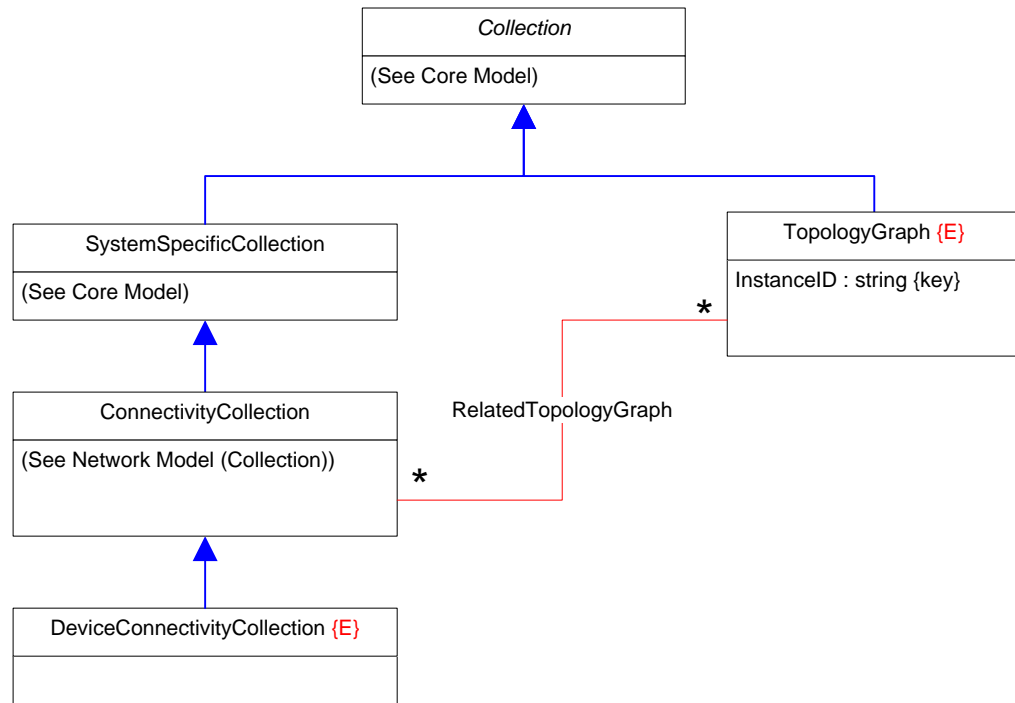 Collection
(See Core Model)
SystemSpecificCollection
(See Core Model)
TopologyGraph {E}
InstanceID : string {key}
*
RelatedTopologyGraph
ConnectivityCollection
(See Network Model (Collection))
*
DeviceConnectivityCollection {E}